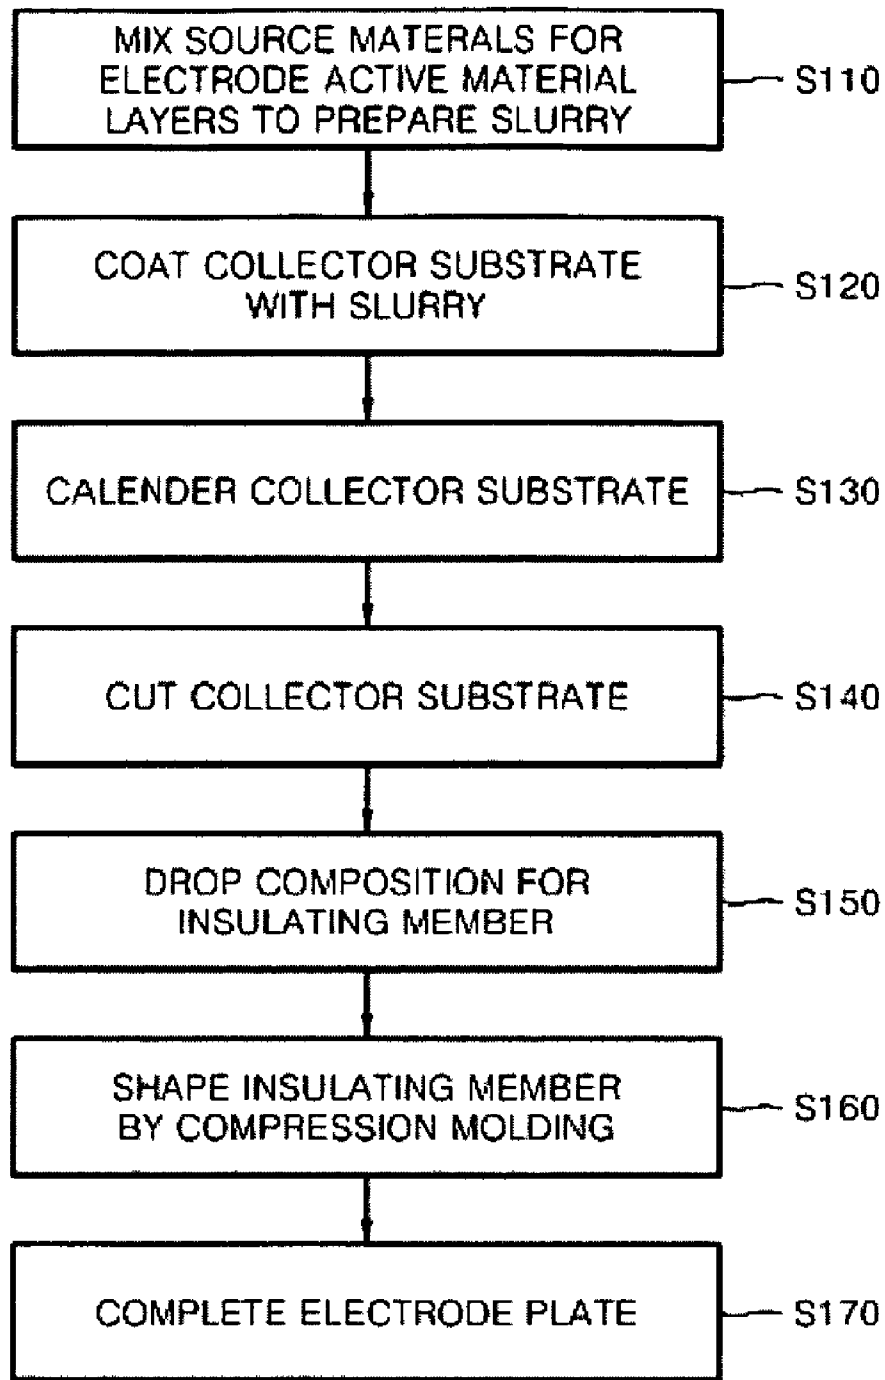 MIX SOURCE MATERALS FOR
ELECTRODE ACTIVE MATERIAL
LAYERS TO PREPARE SLURRY
S110
COAT COLLECTOR SUBSTRATE
WITH SLURRY
S120
CALENDER COLLECTOR SUBSTRATE
S130
CUT COLLECTOR SUBSTRATE
S140
DROP COMPOSITION FOR
INSULATING MEMBER
S150
SHAPE INSULATING MEMBER
BY COMPRESSION MOLDING
S160
COMPLETE ELECTRODE PLATE
S170